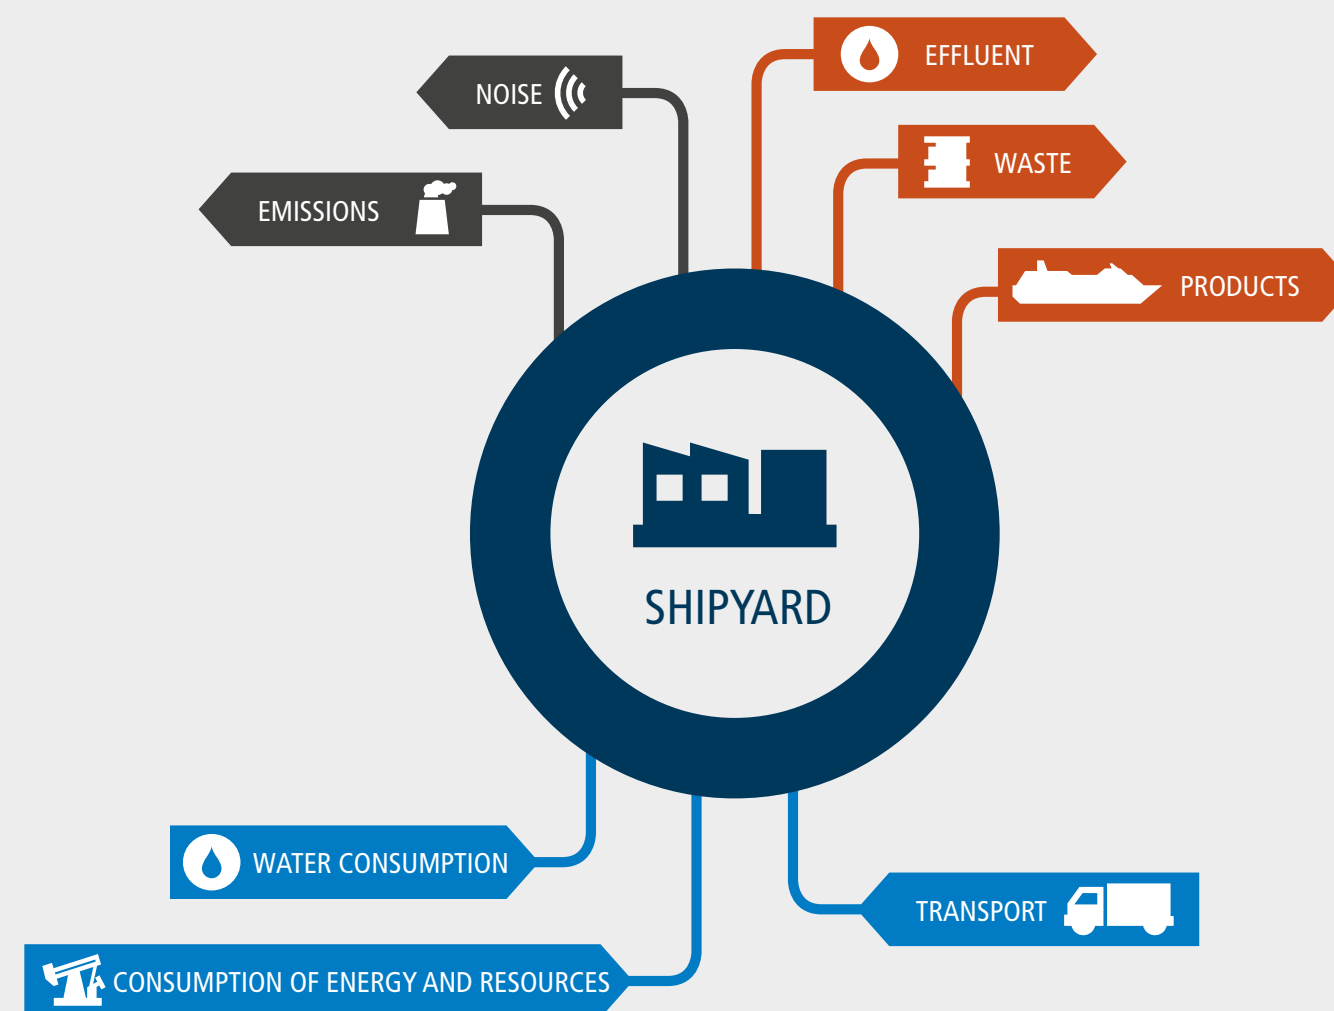 EFFLUENT
NOISE
WASTE
EMISSIONS
PRODUCTS
SHIPYARD
WATER CONSUMPTION
TRANSPORT
CONSUMPTION OF ENERGY AND RESOURCES